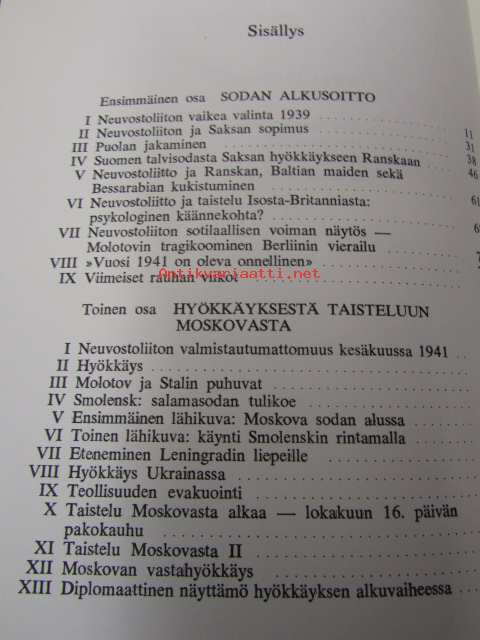 Sisällys
Ensimmäinen osa SODAN ALKUSOITTO
I Neuvostoliiton vaikea valinta 1939
II Neuvostoliiton ja Saksan sopimus 11
III Puolan jakaminen 31
IV Suomen talvisodasta Saksan hyökkäykseen Ranskaan 38
V Neuvostoliitto ja Ranskan, Baltian maiden sekä 46
Bessarabian kukistuminen
VI Neuvostoliitto ja taistelu Isosta-Britanniasta:
psykologinen käännekohta?
VII Neuvostoliiton sotilaallisen voiman näytös —
Molotovin tragikoominen Berliinin vierailu
VIII »Vuosi 1941 on oleva onnellinen»
IX Viimeiset rauhan viikot
Antikvariaatti.net
Toinen osa HYÖKKÄYKSESTÄ TAISTELUUN
MOSKOVASTA
I Neuvostoliiton valmistautumattomuus kesäkuussa 1941
II Hyökkäys
III Molotov ja Stalin puhuvat
IV Smolensk: salamasodan tulikoe
V Ensimmäinen lähikuva: Moskova sodan alussa
VI Toinen lähikuva: käynti Smolenskin rintamalla
VII Eteneminen Leningradin liepeille
VIII Hyökkäys Ukrainassa
IX Teollisuuden evakuointi
X Taistelu Moskovasta alkaa — lokakuun 16. päivän
pakokauhu
XI Taistelu Moskovasta II
XII Moskovan vastahyökkäys
XIII Diplomaattinen näyttämö hyökkäyksen alkuvaiheessa